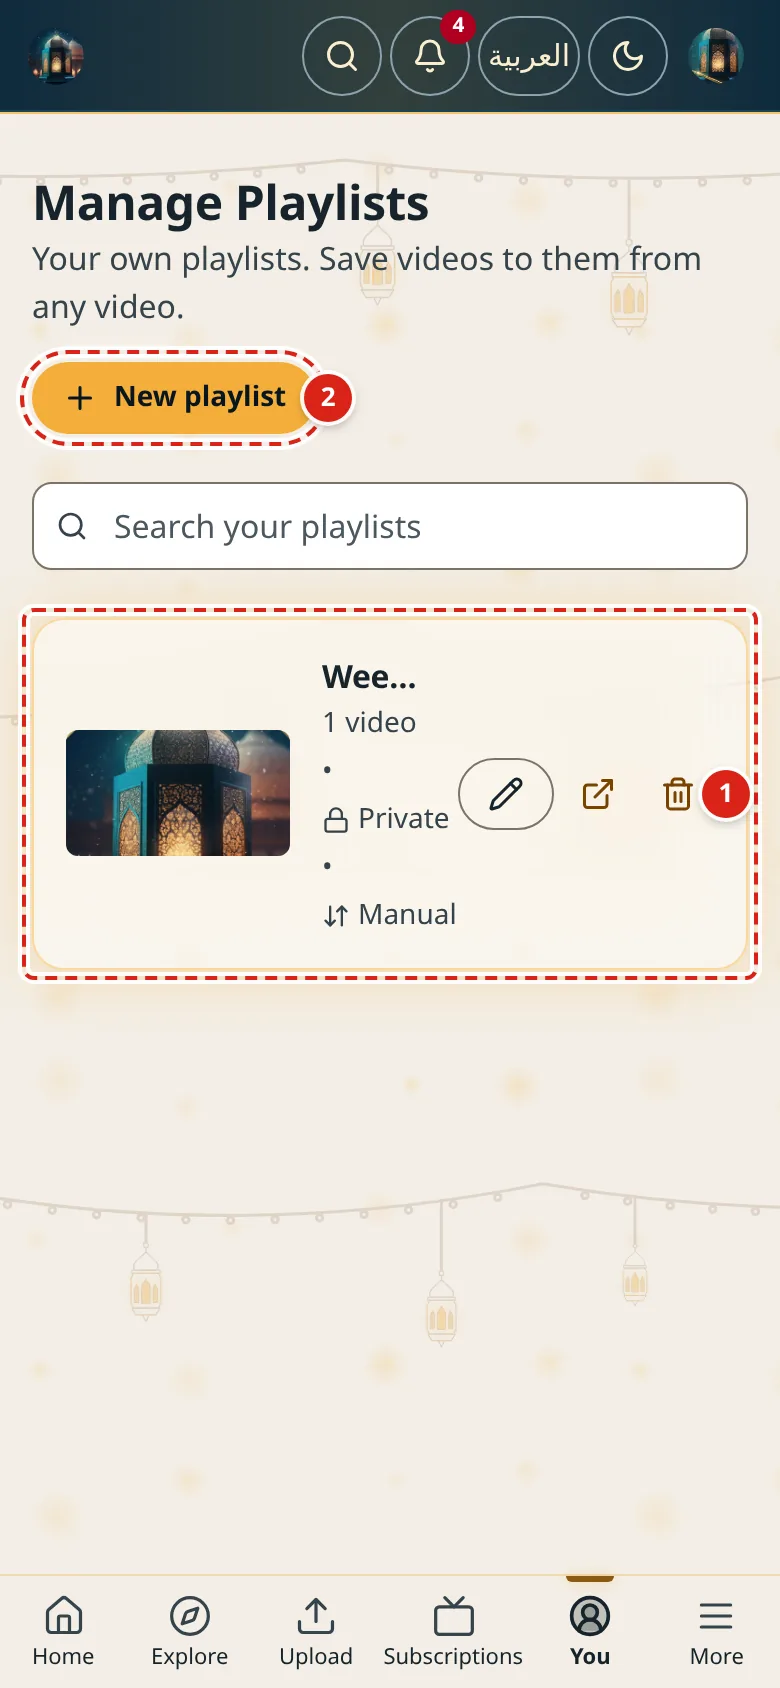 4
العربية
Manage Playlists
Your own playlists. Save videos to them from
any video.
New playlist
2
Search your playlists
Wee...
1 video
•
Private
•
Manual
1
Home
Explore
Upload
Subscriptions
You
More